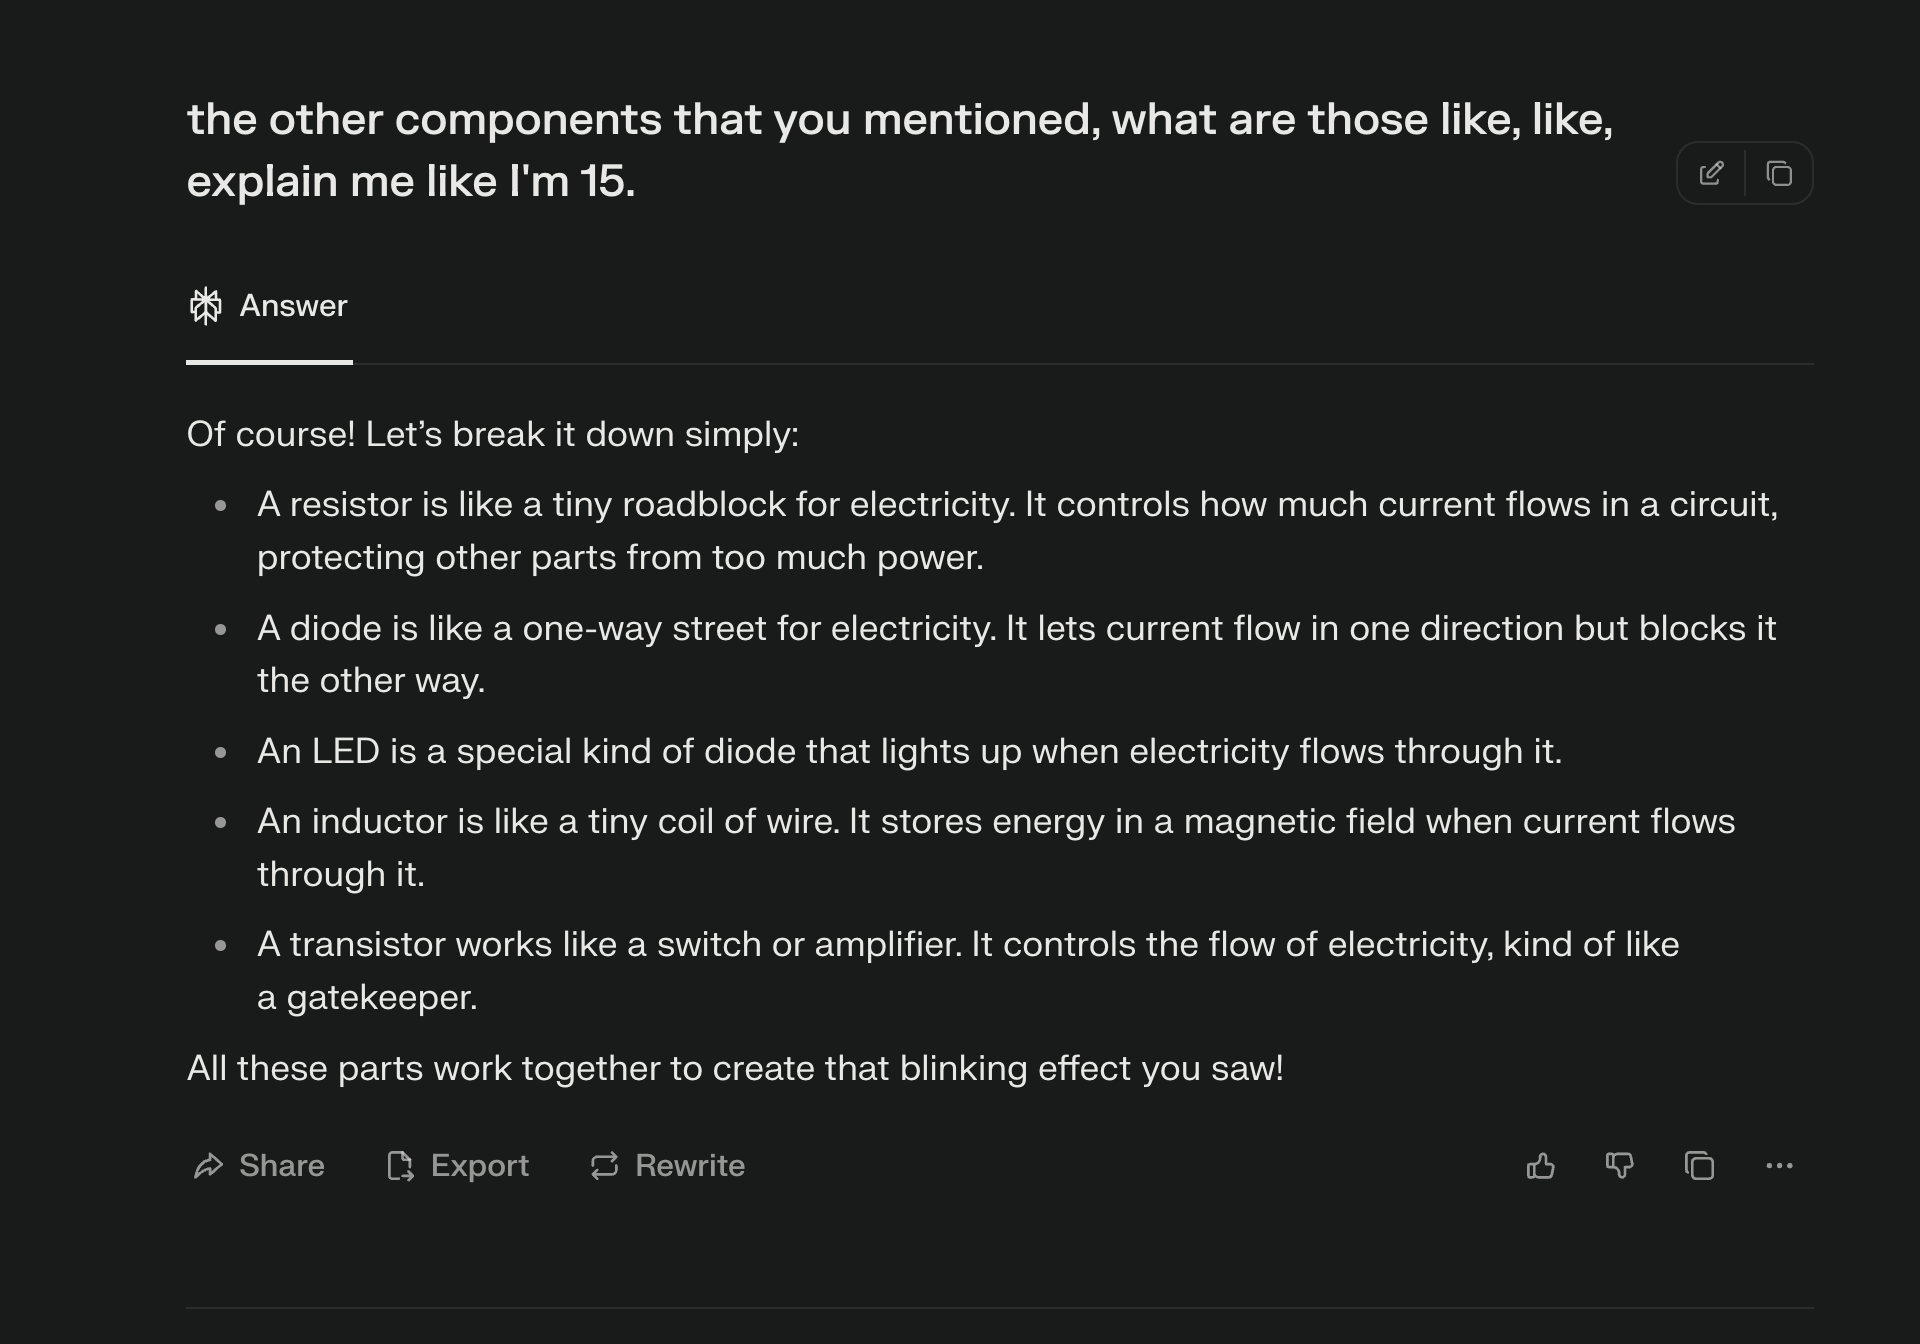 the other components that you mentioned, what are those like, like,
explain me like I'm 15.
Answer
Of course! Let’s break it down simply:
A resistor is like a tiny roadblock for electricity. It controls how much current flows in a circuit,
protecting other parts from too much power.
A diode is like a one-way street for electricity. It lets current flow in one direction but blocks it
the other way.
An LED is a special kind of diode that lights up when electricity flows through it.
An inductor is like a tiny coil of wire. It stores energy in a magnetic field when current flows
through it.
A transistor works like a switch or amplifier. It controls the flow of electricity, kind of like
a gatekeeper.
All these parts work together to create that blinking effect you saw!
Share Export Rewrite